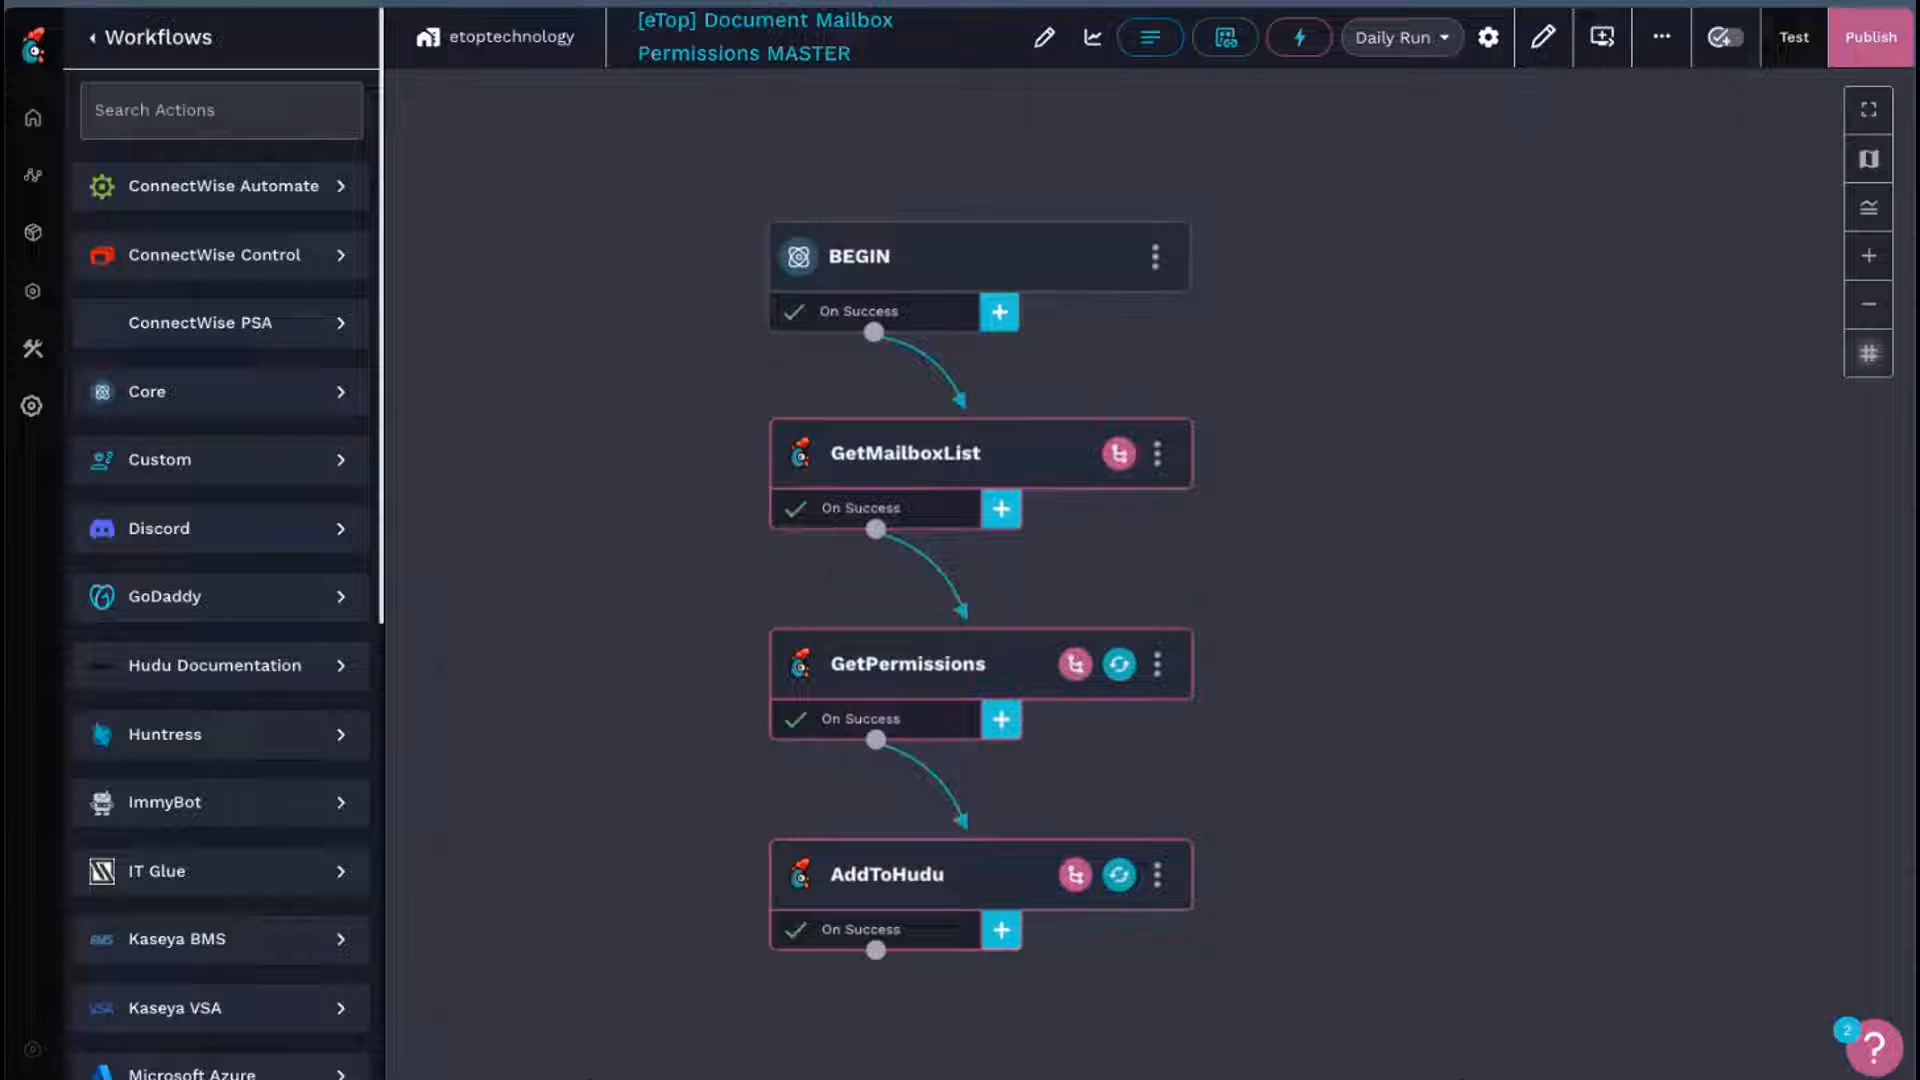 Workflows
etoptechnology
[eTop] Document Mailbox
Permissions MASTER
Daily Run
Test
Publish
Search Actions
ConnectWise Automate
ConnectWise Control
ConnectWise PSA
Core
Custom
Discord
GoDaddy
Hudu Documentation
Huntress
ImmyBot
IT Glue
BMS
Kaseya BMS
VSA
Kaseya VSA
Microsoft Azure
BEGIN
On Success
GetMailboxList
On Success
GetPermissions
On Success
AddToHudu
On Success
2
?